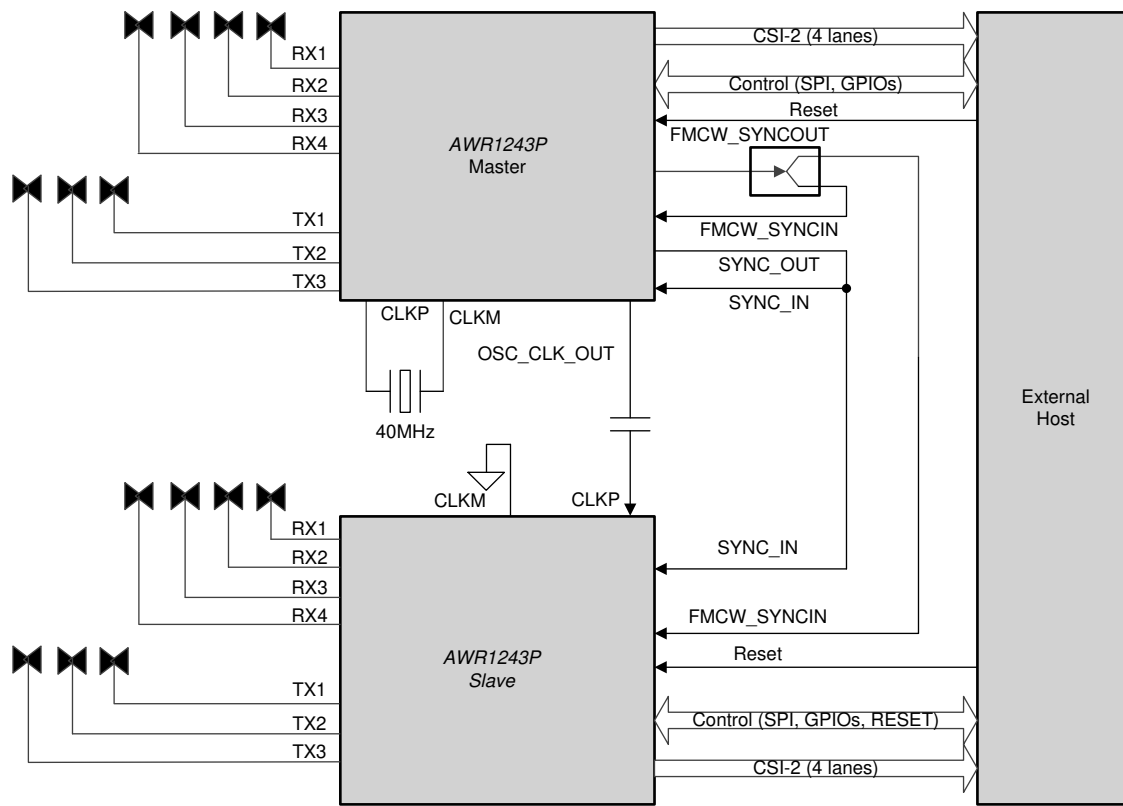 CSI-2 (4 lanes)
RX1
RX2
RX3
RX4
Control (SPI, GPIOs)
Reset
FMCW_SYNCOUT
AWR1243P
Master
TX1
TX2
TX3
FMCW_SYNCIN
SYNC_OUT
SYNC_IN
CLKP
CLKM
OSC_CLK_OUT
40MHz
External
Host
CLKM
CLKP
RX1
RX2
RX3
RX4
SYNC_IN
FMCW_SYNCIN
Reset
AWR1243P
Slave
TX1
TX2
TX3
Control (SPI, GPIOs, RESET)
CSI-2 (4 lanes)